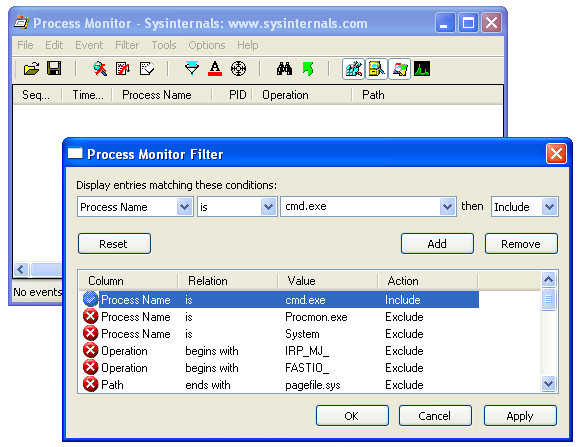 Process Monitor - Sysinternals: www.sysinternals.com
File Edit Event Filter Tools Options Help
Seq... Time... Process Name PID Operation Path
Process Monitor Filter
Display entries matching these conditions:
Process Name is cmd.exe then Include
Reset Add Remove
Column Relation Value Action
Process Name is cmd.exe Include
Process Name is Procmon.exe Exclude
Process Name is System Exclude
Operation begins with IRP_MJ_ Exclude
Operation begins with FASTIO_ Exclude
Path ends with pagefile.sys Exclude
No events
OK Cancel Apply